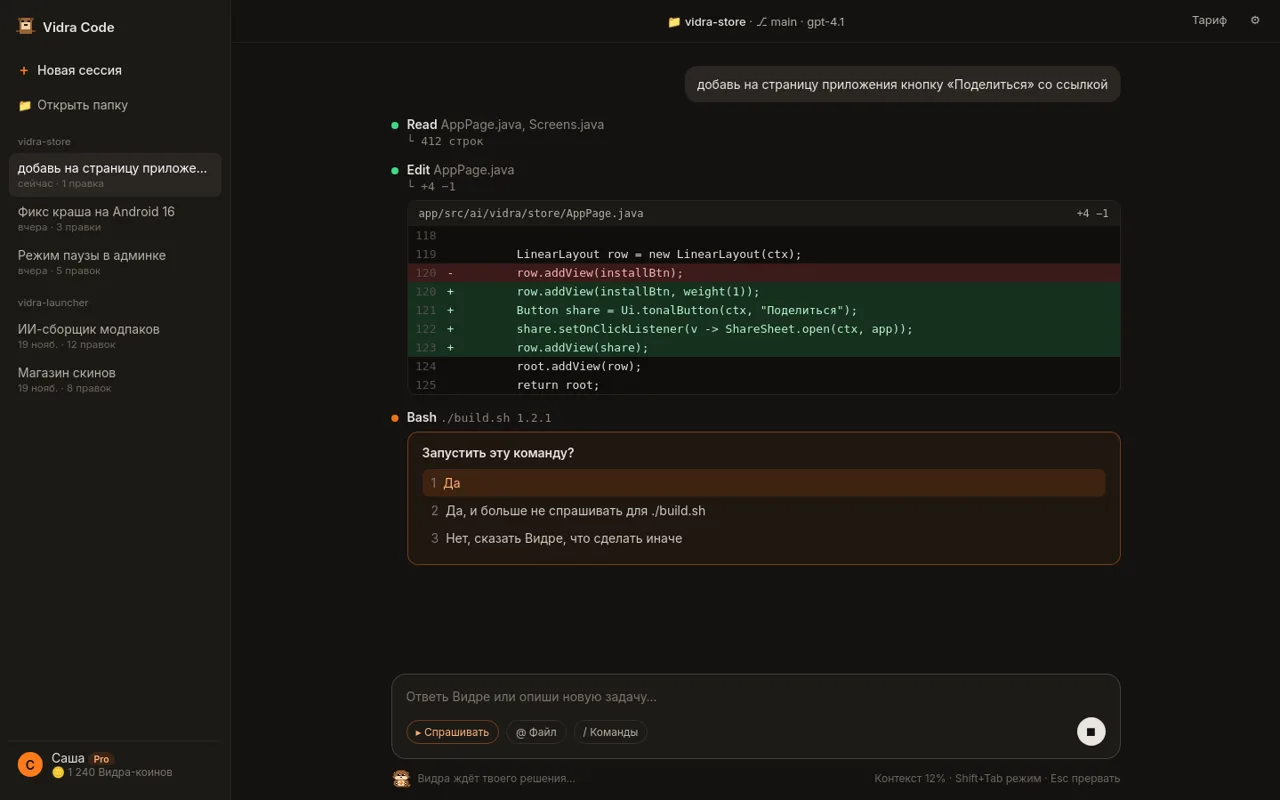 Vidra Code
+ Новая сессия
Открыть папку
vidra-store
добавь на страницу приложе...
сейчас · 1 правка
Фикс краша на Android 16
вчера · 3 правки
Режим паузы в админке
вчера · 5 правок
vidra-launcher
ИИ-сборщик модпаков
19 нояб. · 12 правок
Магазин скинов
19 нояб. · 8 правок
С
Саша Pro
1 240 Видра-коинов
vidra-store · ⎇ main · gpt-4.1
Тариф
добавь на страницу приложения кнопку «Поделиться» со ссылкой
Read AppPage.java, Screens.java
└ 412 строк
Edit AppPage.java
└ +4 −1
app/src/ai/vidra/store/AppPage.java +4 −1
118
119 LinearLayout row = new LinearLayout(ctx);
120 - row.addView(installBtn);
120 + row.addView(installBtn, weight(1));
121 + Button share = Ui.tonalButton(ctx, "Поделиться");
122 + share.setOnClickListener(v -> ShareSheet.open(ctx, app));
123 + row.addView(share);
124 root.addView(row);
125 return root;
Bash ./build.sh 1.2.1
Запустить эту команду?
1 Да
2 Да, и больше не спрашивать для ./build.sh
3 Нет, сказать Видре, что сделать иначе
Ответь Видре или опиши новую задачу...
▸ Спрашивать @ Файл / Команды
Видра ждёт твоего решения...
Контекст 12% · Shift+Tab режим · Esc прервать